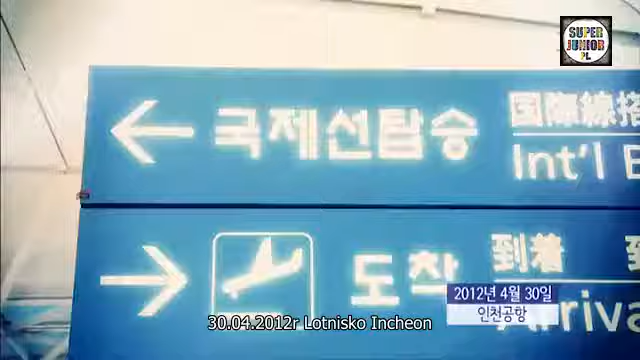 SUPER
JUNIOR
PL
국제선탑승
国際線
Int'l
도착
到着
2012년 4월 30일
인천공항
30.04.2012r Lotnisko Incheon